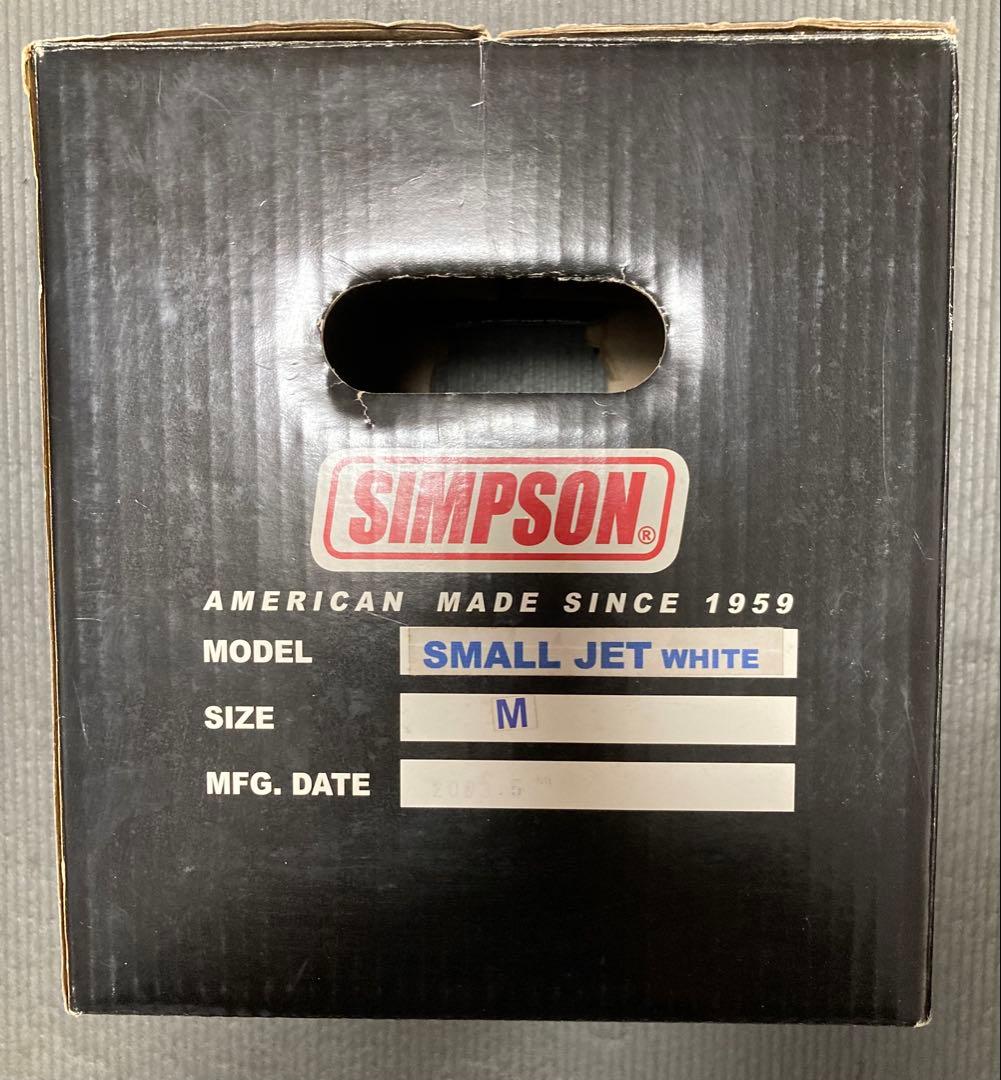 SIMPSON®
AMERICAN MADE SINCE 1959
MODEL SMALL JET WHITE
SIZE M
MFG. DATE